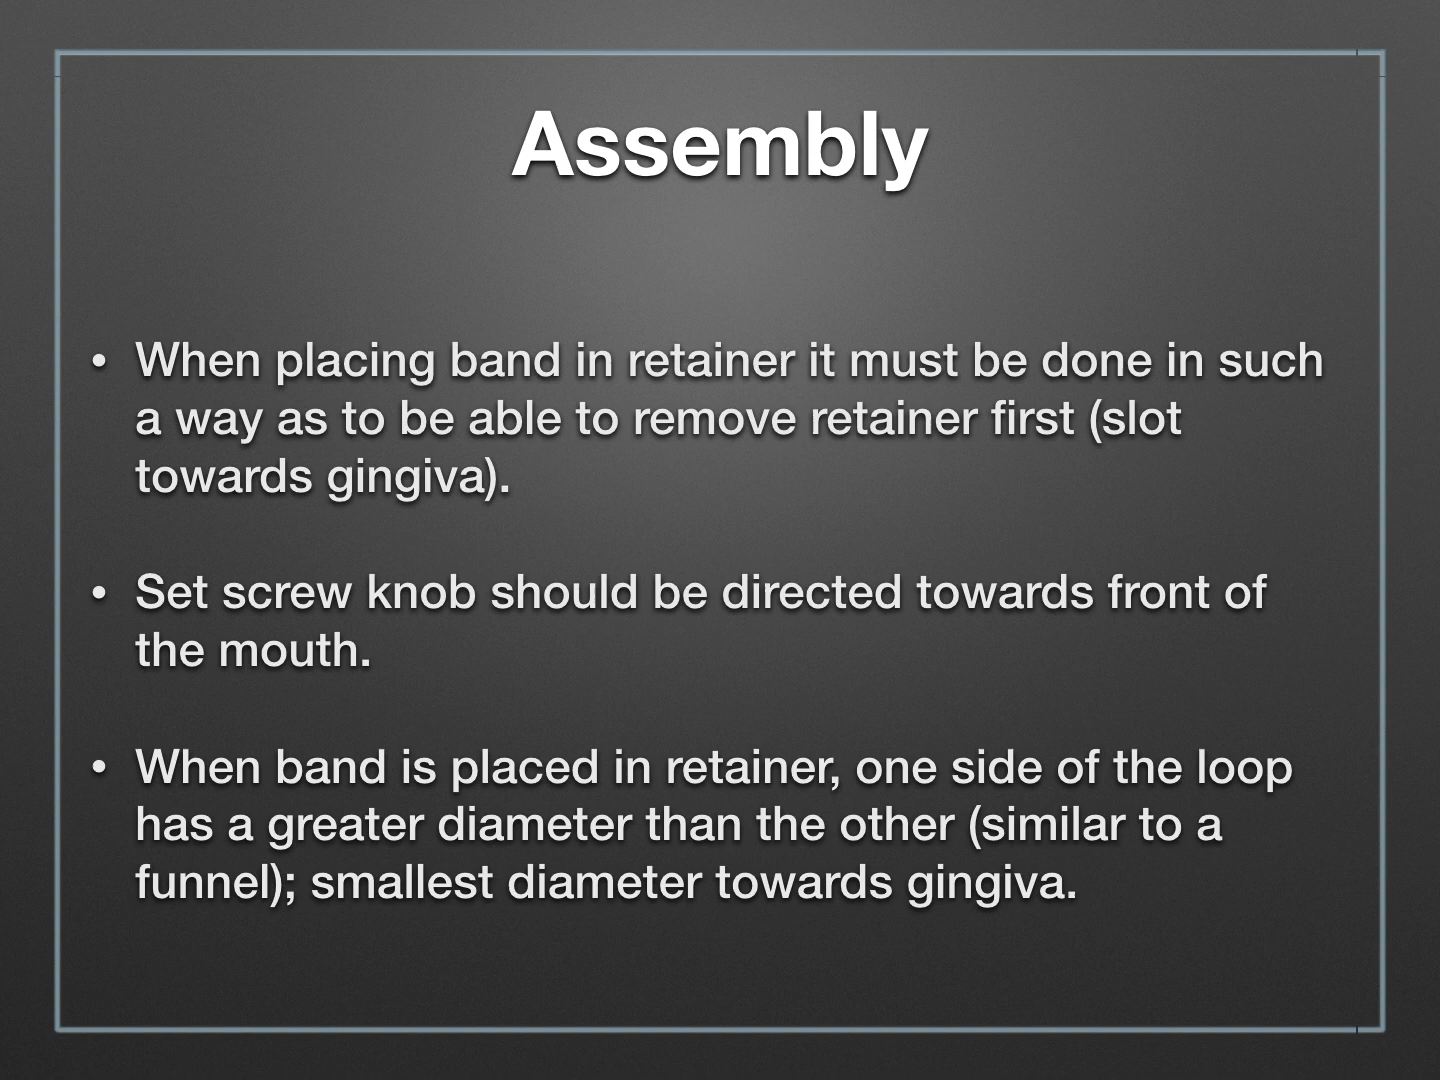 Assembly
• When placing band in retainer it must be done in such
a way as to be able to remove retainer first (slot
towards gingiva).
• Set screw knob should be directed towards front of
the mouth.
• When band is placed in retainer, one side of the loop
has a greater diameter than the other (similar to a
funnel); smallest diameter towards gingiva.